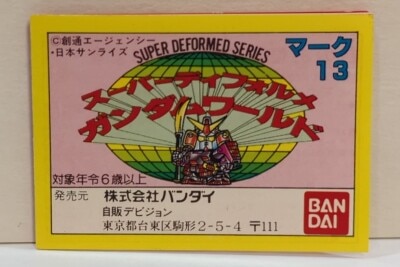 ©創通エージェンシー
・日本サンライズ
SUPER DEFORMED SERIES
マーク
13
スーパーディフォルメ
ガンダムワールド
対象年令6歳以上
発売元 株式会社バンダイ
自販デビジョン
東京都台東区駒形2-5-4 〒111
BAN
DAI